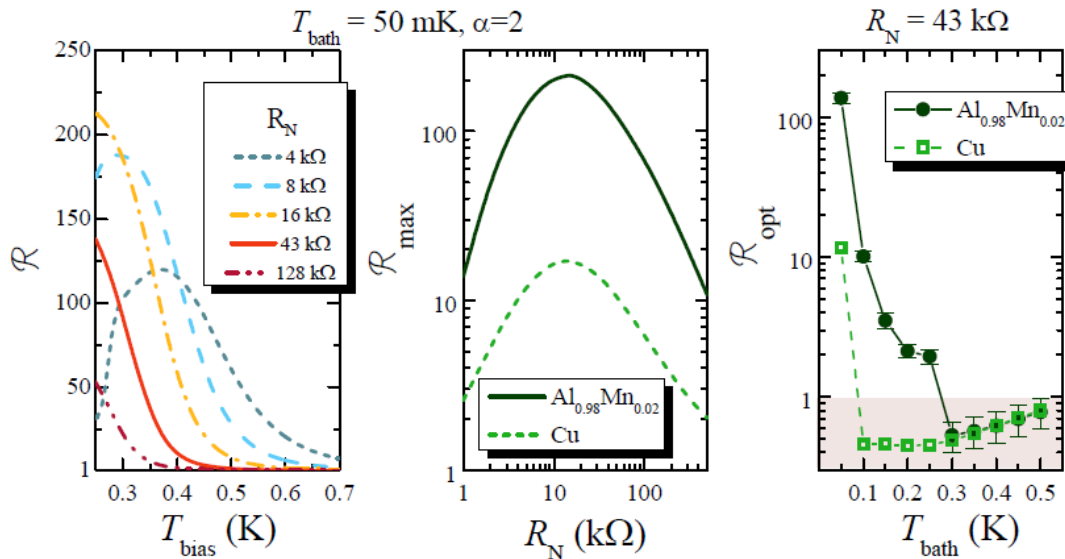 T_bath = 50 mK, α=2
R_N = 43 kΩ
250
200
150
100
50
1
ℛ
0.3 0.4 0.5 0.6 0.7
T_bias (K)
R_N
4 kΩ
8 kΩ
16 kΩ
43 kΩ
128 kΩ
100
10
1
ℛ_max
1 10 100
R_N (kΩ)
Al_0.98Mn_0.02
Cu
100
10
1
ℛ_opt
0.1 0.2 0.3 0.4 0.5
T_bath (K)
Al_0.98Mn_0.02
Cu